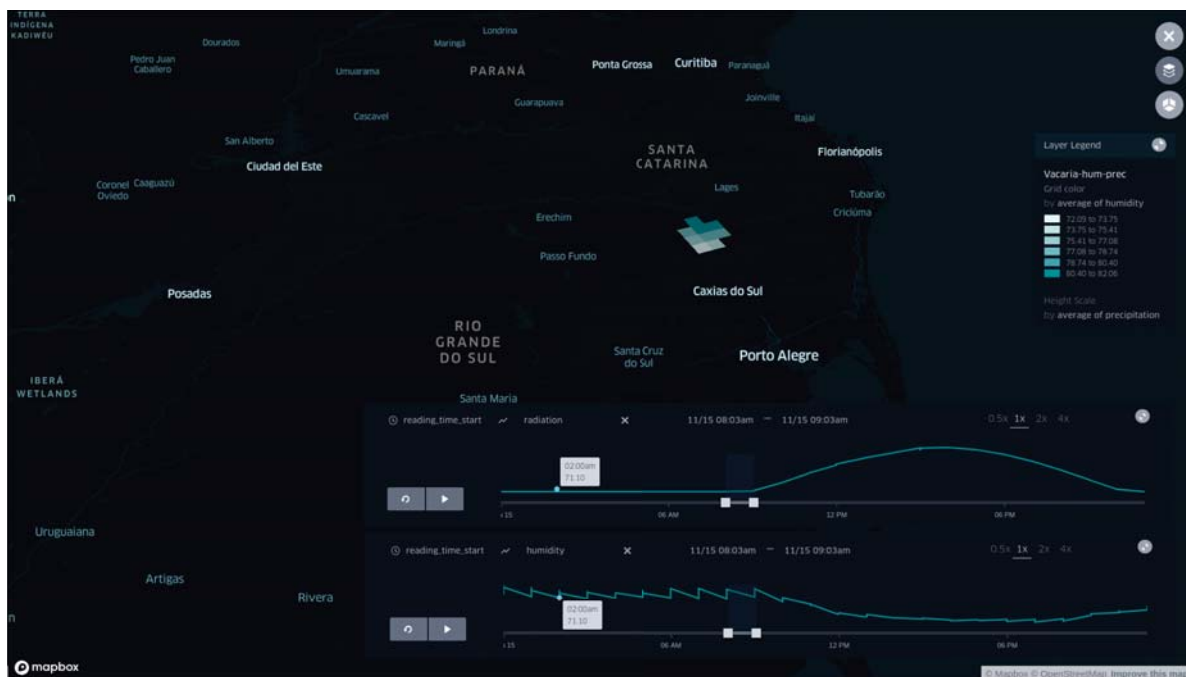 TERRA
INDÍGENA
KADIWÉU
Dourados
Londrina
Maringá
Pedro Juan
Caballero
Umuarama
PARANÁ
Ponta Grossa
Curitiba
Paranaguá
Guarapuava
Joinville
Cascavel
Itajaí
San Alberto
Ciudad del Este
SANTA
CATARINA
Florianópolis
Coronel
Oviedo
Caaguazú
n
Lages
Tubarão
Criciúma
Erechim
Passo Fundo
Posadas
Caxias do Sul
RIO
GRANDE
DO SUL
Santa Cruz
do Sul
Porto Alegre
IBERÁ
WETLANDS
Santa Maria
Uruguaiana
Artigas
Rivera
n
Layer Legend
Vacaria-hum-prec
Grid color
by average of humidity
72.09 to 73.75
73.75 to 75.41
75.41 to 77.08
77.08 to 78.74
78.74 to 80.40
80.40 to 82.06
Height Scale
by average of precipitation
reading_time_start radiation 11/15 08:03am — 11/15 09:03am 0.5x 1x 2x 4x
02:00am
71.10
15 06 AM 12 PM 06 PM
reading_time_start humidity 11/15 08:03am — 11/15 09:03am 0.5x 1x 2x 4x
02:00am
71.10
15 06 AM 12 PM 06 PM
mapbox
© Mapbox © OpenStreetMap Improve this map